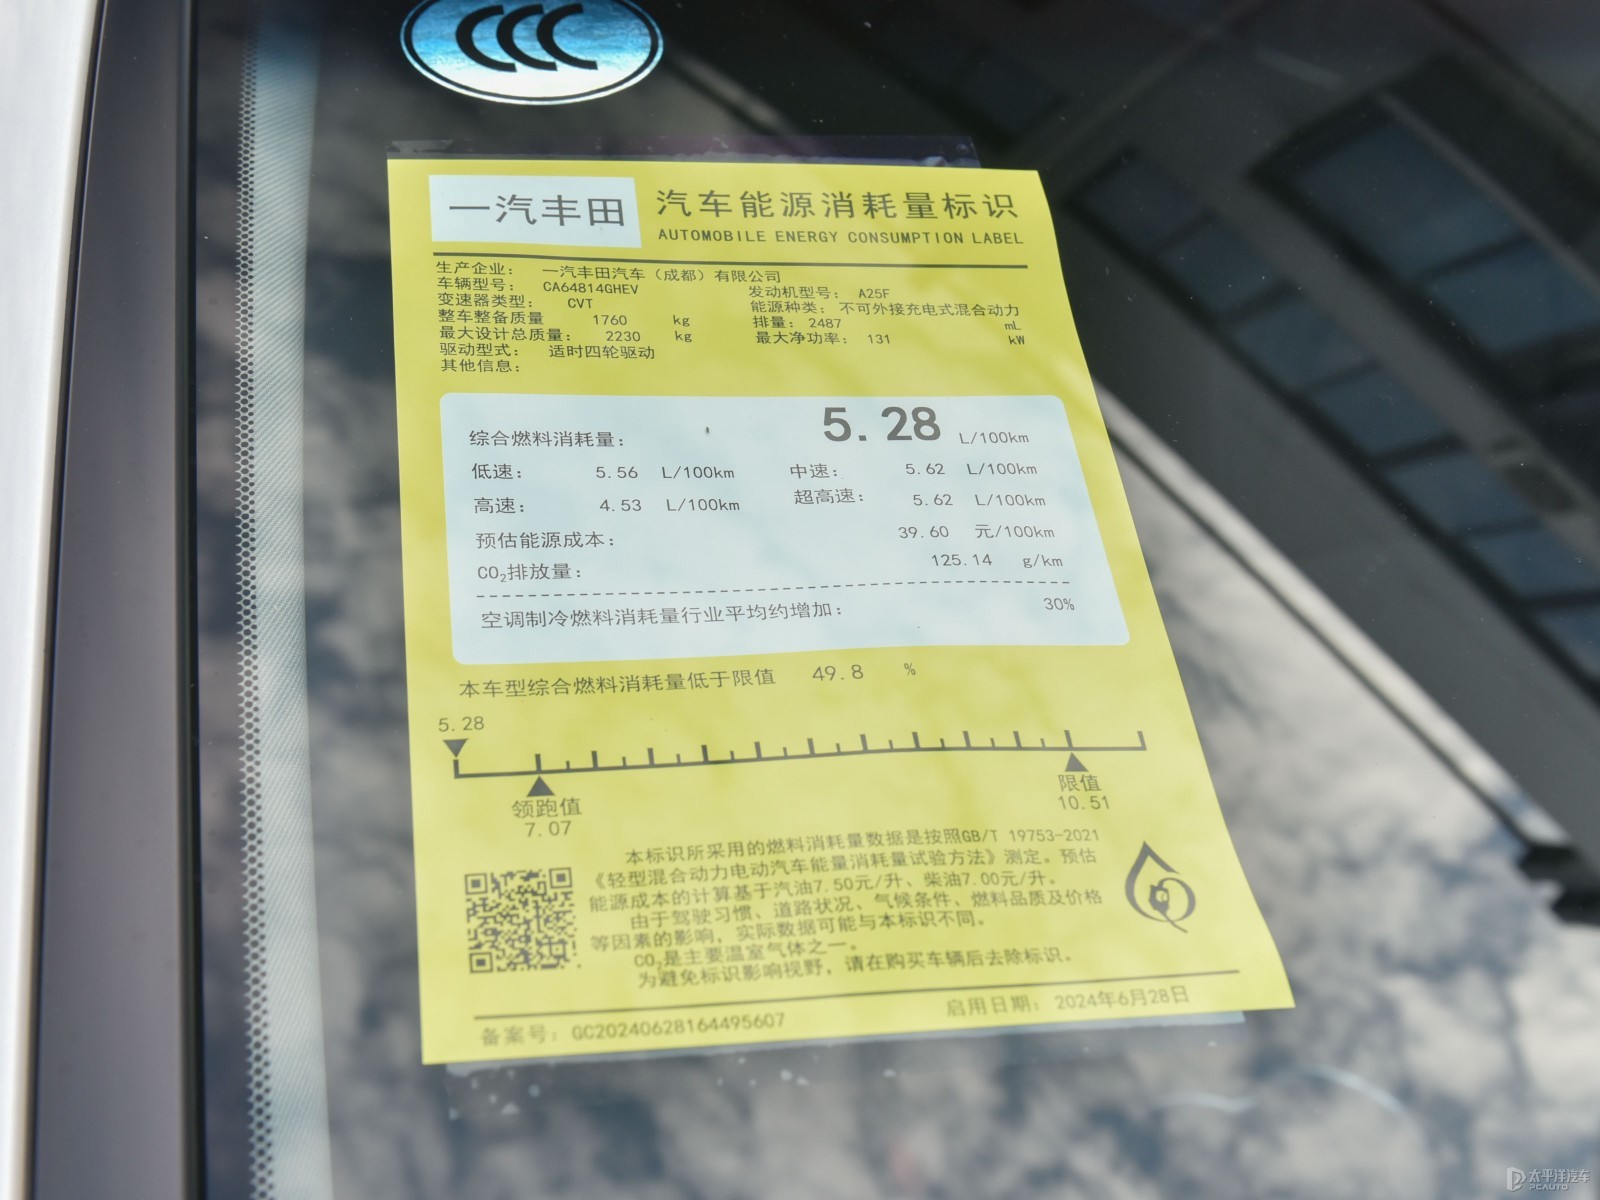 CCC
一汽丰田
汽车能源消耗量标识
AUTOMOBILE ENERGY CONSUMPTION LABEL
生产企业： 一汽丰田汽车（成都）有限公司
车辆型号： CA64814GHEV 发动机型号： A25F
变速器类型： CVT 能源种类： 不可外接充电式混合动力
整车整备质量 1760 kg 排量： 2487 mL
最大设计总质量： 2230 kg 最大净功率： 131 kW
驱动型式： 适时四轮驱动
其他信息：
综合燃料消耗量： 5.28 L/100km
低速： 5.56 L/100km 中速： 5.62 L/100km
高速： 4.53 L/100km 超高速： 5.62 L/100km
预估能源成本： 39.60 元/100km
CO₂排放量： 125.14 g/km
空调制冷燃料消耗量行业平均约增加： 30%
本车型综合燃料消耗量低于限值 49.8 %
5.28
领跑值
7.07
限值
10.51
本标识所采用的燃料消耗量数据是按照GB/T 19753-2021
《轻型混合动力电动汽车能量消耗量试验方法》测定。预估
能源成本的计算基于汽油7.50元/升、柴油7.00元/升。
由于驾驶习惯、道路状况、气候条件、燃料品质及价格
等因素的影响，实际数据可能与本标识不同。
CO₂是主要温室气体之一。
为避免标识影响视野，请在购买车辆后去除标识。
备案号： GC20240628164495607 启用日期： 2024年6月28日
太平洋汽车
PCAUTO